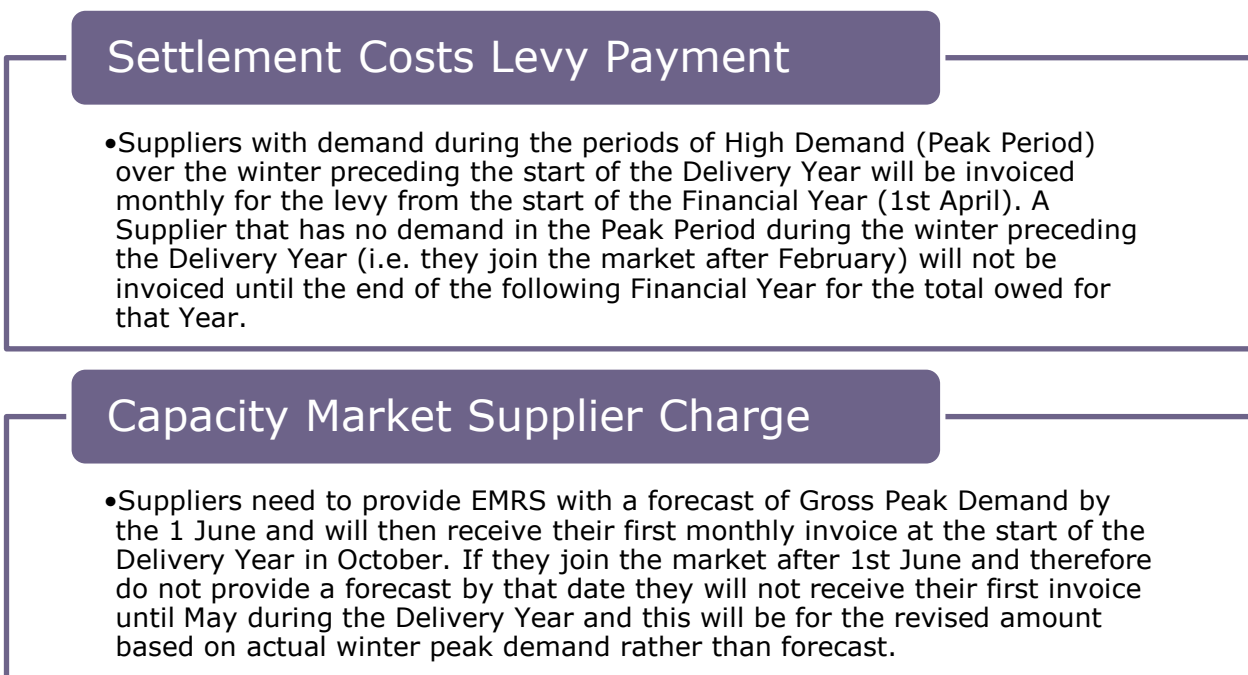 Settlement Costs Levy Payment
•Suppliers with demand during the periods of High Demand (Peak Period)
over the winter preceding the start of the Delivery Year will be invoiced
monthly for the levy from the start of the Financial Year (1st April). A
Supplier that has no demand in the Peak Period during the winter preceding
the Delivery Year (i.e. they join the market after February) will not be
invoiced until the end of the following Financial Year for the total owed for
that Year.
Capacity Market Supplier Charge
•Suppliers need to provide EMRS with a forecast of Gross Peak Demand by
the 1 June and will then receive their first monthly invoice at the start of the
Delivery Year in October. If they join the market after 1st June and therefore
do not provide a forecast by that date they will not receive their first invoice
until May during the Delivery Year and this will be for the revised amount
based on actual winter peak demand rather than forecast.